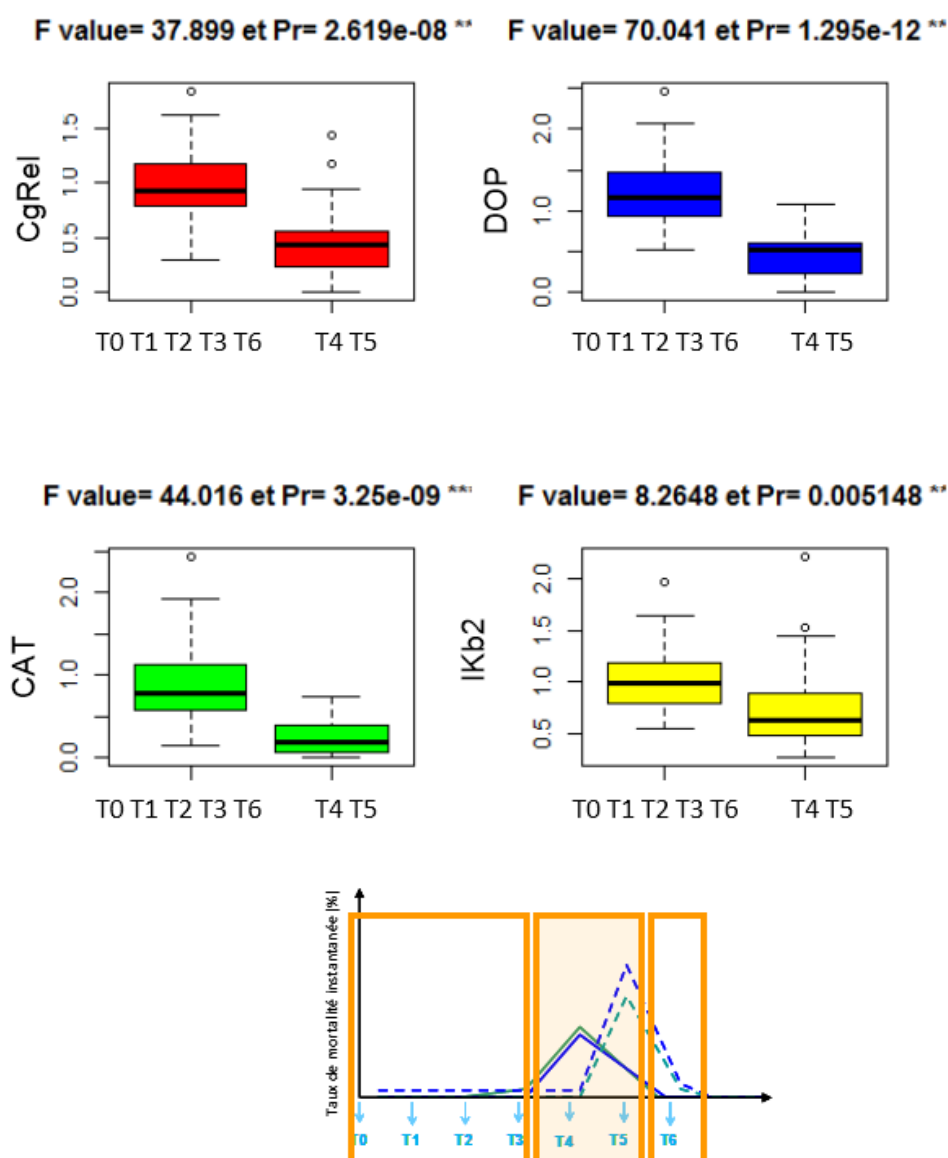 F value= 37.899 et Pr= 2.619e-08 **
F value= 70.041 et Pr= 1.295e-12 **
CgRel
0.0 0.5 1.0 1.5
T0 T1 T2 T3 T6
T4 T5
DOP
0.0 1.0 2.0
T0 T1 T2 T3 T6
T4 T5
F value= 44.016 et Pr= 3.25e-09 **
F value= 8.2648 et Pr= 0.005148 **
CAT
0.0 1.0 2.0
T0 T1 T2 T3 T6
T4 T5
IKb2
0.5 1.0 1.5 2.0
T0 T1 T2 T3 T6
T4 T5
Taux de mortalité instantanée |%|
T0 T1 T2 T3 T4 T5 T6